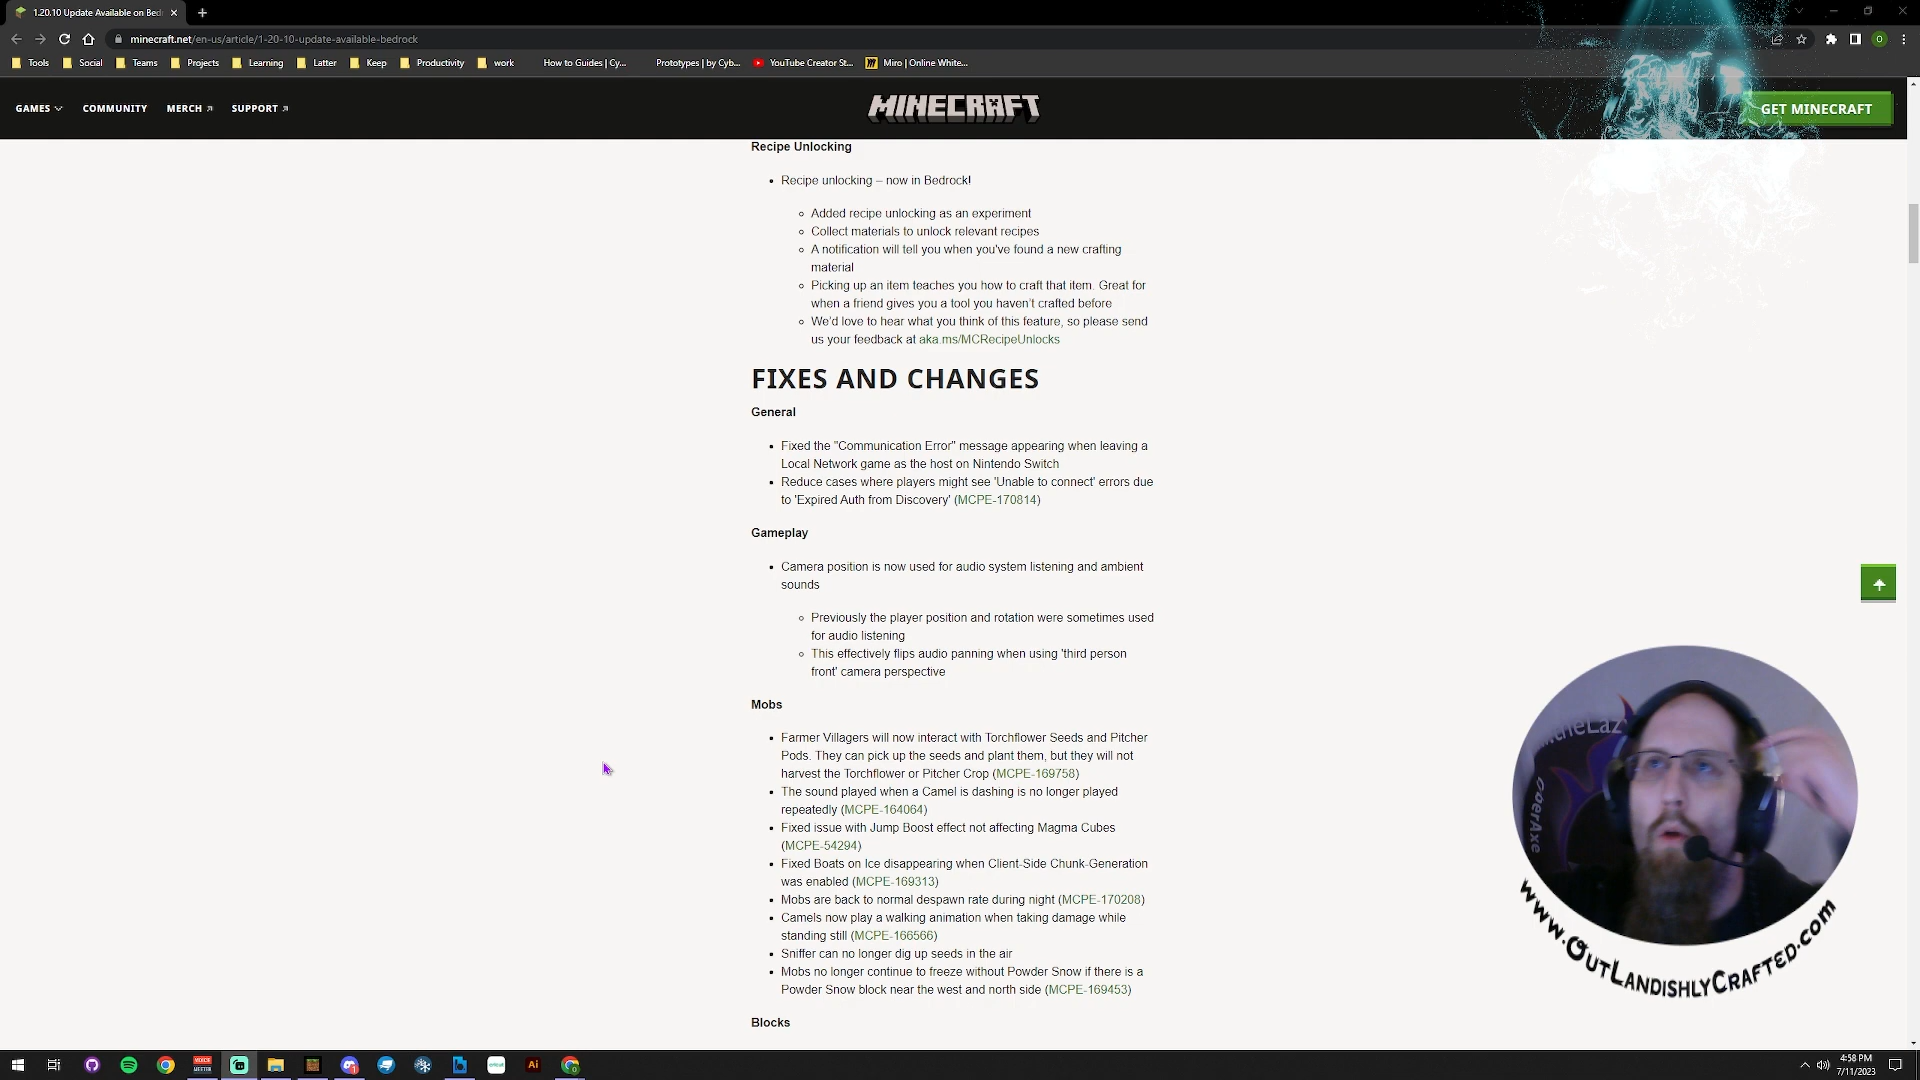 1.20.10 Update Available on Bed
minecraft.net/en-us/article/1-20-10-update-available-bedrock
Tools Social Teams Projects Learning Latter Keep Productivity work How to Guides | Cy... Prototypes | by Cyb... YouTube Creator St... Miro | Online White...
GAMES COMMUNITY MERCH SUPPORT MINECRAFT GET MINECRAFT
Recipe Unlocking
Recipe unlocking – now in Bedrock!
Added recipe unlocking as an experiment
Collect materials to unlock relevant recipes
A notification will tell you when you've found a new crafting
material
Picking up an item teaches you how to craft that item. Great for
when a friend gives you a tool you haven't crafted before
We'd love to hear what you think of this feature, so please send
us your feedback at aka.ms/MCRecipeUnlocks
FIXES AND CHANGES
General
Fixed the "Communication Error" message appearing when leaving a
Local Network game as the host on Nintendo Switch
Reduce cases where players might see 'Unable to connect' errors due
to 'Expired Auth from Discovery' (MCPE-170814)
Gameplay
Camera position is now used for audio system listening and ambient
sounds
Previously the player position and rotation were sometimes used
for audio listening
This effectively flips audio panning when using 'third person
front' camera perspective
Mobs
Farmer Villagers will now interact with Torchflower Seeds and Pitcher
Pods. They can pick up the seeds and plant them, but they will not
harvest the Torchflower or Pitcher Crop (MCPE-169758)
The sound played when a Camel is dashing is no longer played
repeatedly (MCPE-164064)
Fixed issue with Jump Boost effect not affecting Magma Cubes
(MCPE-54294)
Fixed Boats on Ice disappearing when Client-Side Chunk-Generation
was enabled (MCPE-169313)
Mobs are back to normal despawn rate during night (MCPE-170208)
Camels now play a walking animation when taking damage while
standing still (MCPE-166566)
Sniffer can no longer dig up seeds in the air
Mobs no longer continue to freeze without Powder Snow if there is a
Powder Snow block near the west and north side (MCPE-169453)
Blocks
www.OutLandishlyCrafted.com
Ai
4:58 PM
7/11/2023